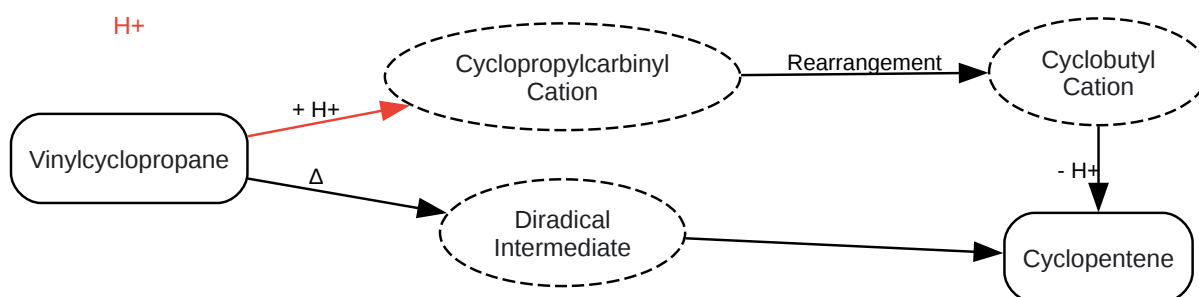 H+
Cyclopropylcarbinyl
Cation
Rearrangement
Cyclobutyl
Cation
+ H+
Vinylcyclopropane
Δ
- H+
Diradical
Intermediate
Cyclopentene